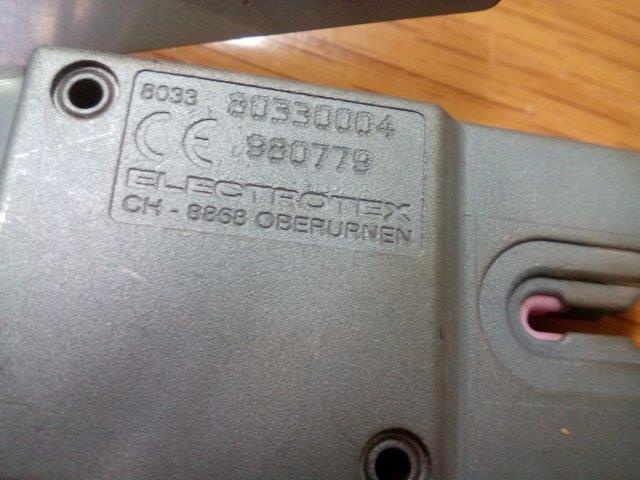 8033 80330004
CE 980779
ELECTROTEX
CH - 8868 OBERURNEN